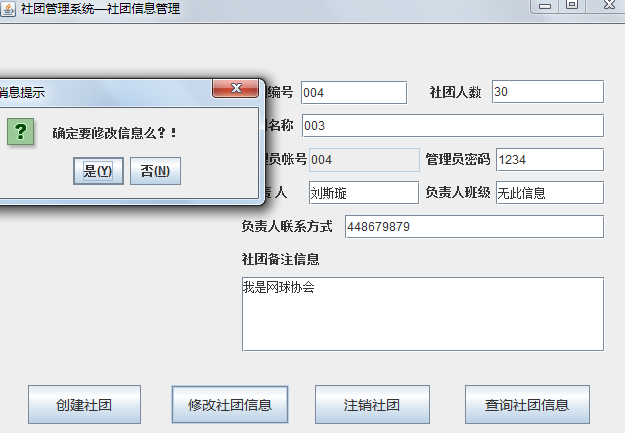 社团管理系统—社团信息管理
消息提示
确定要修改信息么？！
是(Y) 否(N)
编号 004 社团人数 30
名称 003
理员帐号 004 管理员密码 1234
责人 刘斯璇 负责人班级 无此信息
负责人联系方式 448679879
社团备注信息
我是网球协会
创建社团 修改社团信息 注销社团 查询社团信息